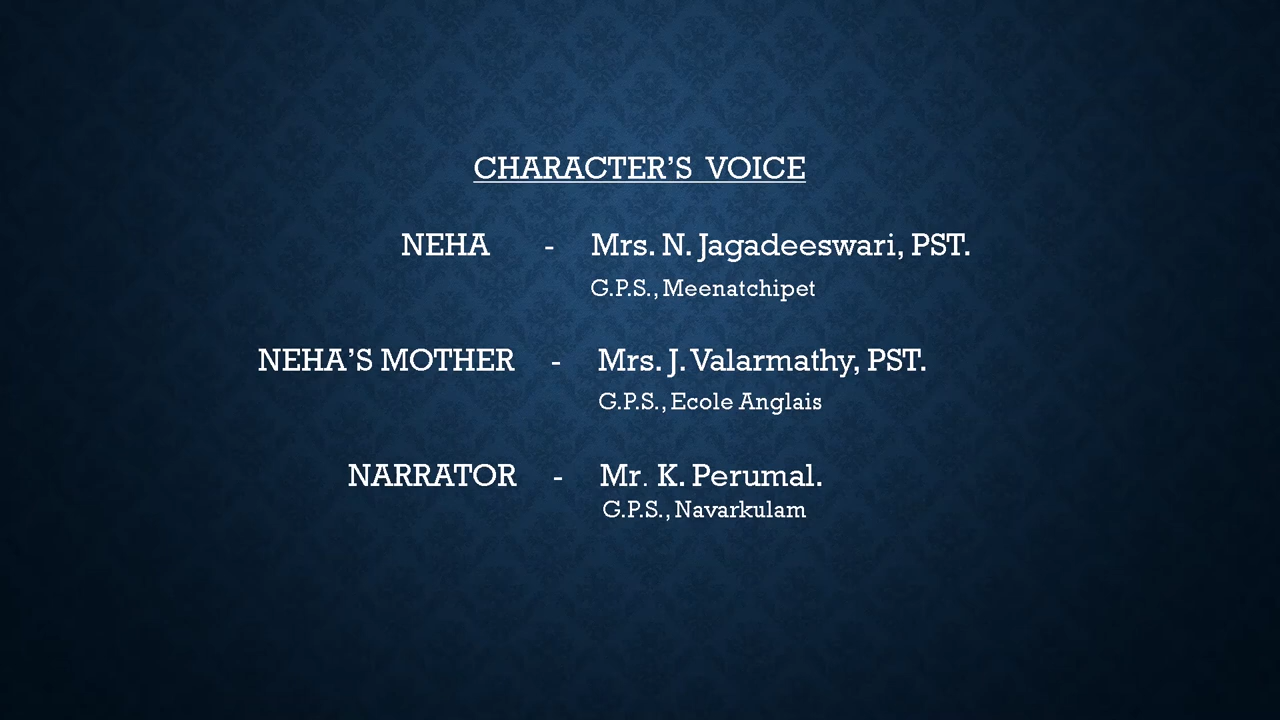 CHARACTER’S VOICE
NEHA - Mrs. N. Jagadeeswari, PST.
G.P.S., Meenatchipet
NEHA’S MOTHER - Mrs. J. Valarmathy, PST.
G.P.S., Ecole Anglais
NARRATOR - Mr. K. Perumal.
G.P.S., Navarkulam